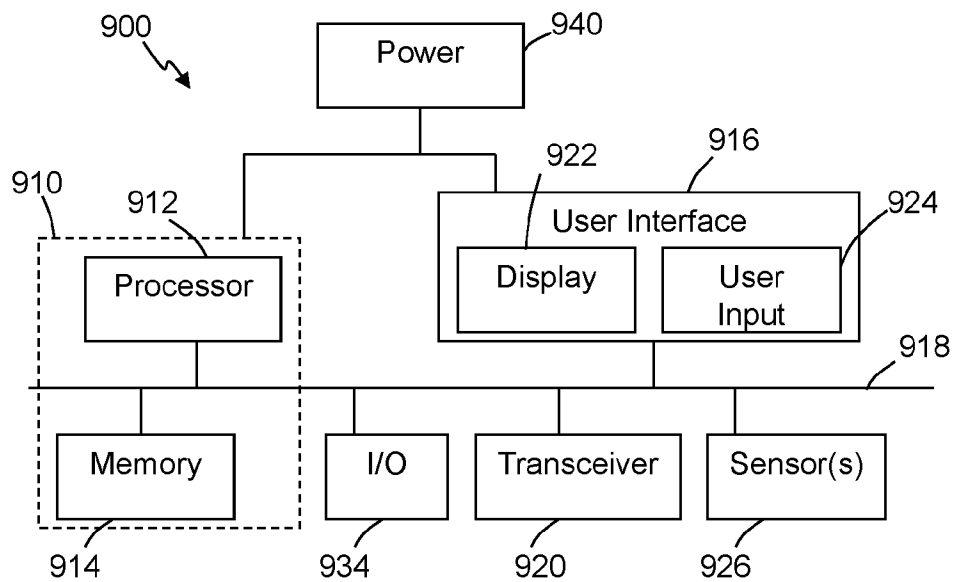 900
Power
940
910
912
922
916
User Interface
924
Processor
Display
User
Input
918
Memory
I/O
Transceiver
Sensor(s)
914
934
920
926